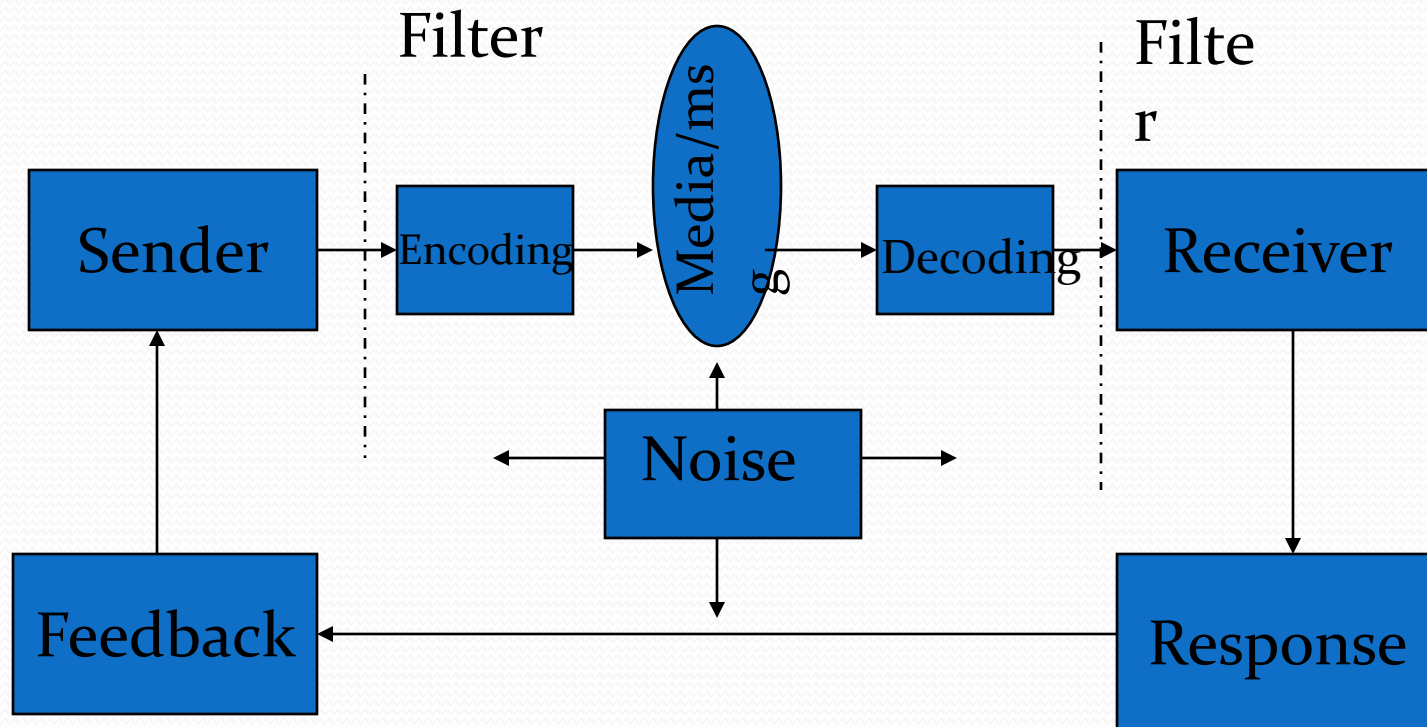 Filter
Filte
r
Sender
Encoding
Media/ms
g
Decoding
Receiver
Noise
Feedback
Response